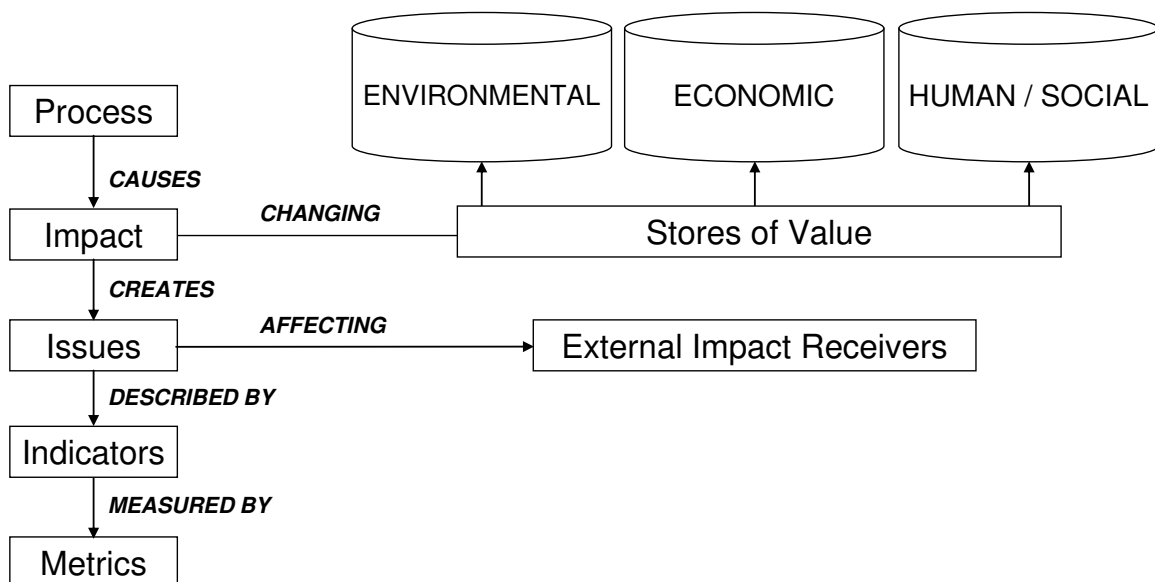 ENVIRONMENTAL
ECONOMIC
HUMAN / SOCIAL
Process
CAUSES
Impact
CHANGING
Stores of Value
CREATES
Issues
AFFECTING
External Impact Receivers
DESCRIBED BY
Indicators
MEASURED BY
Metrics